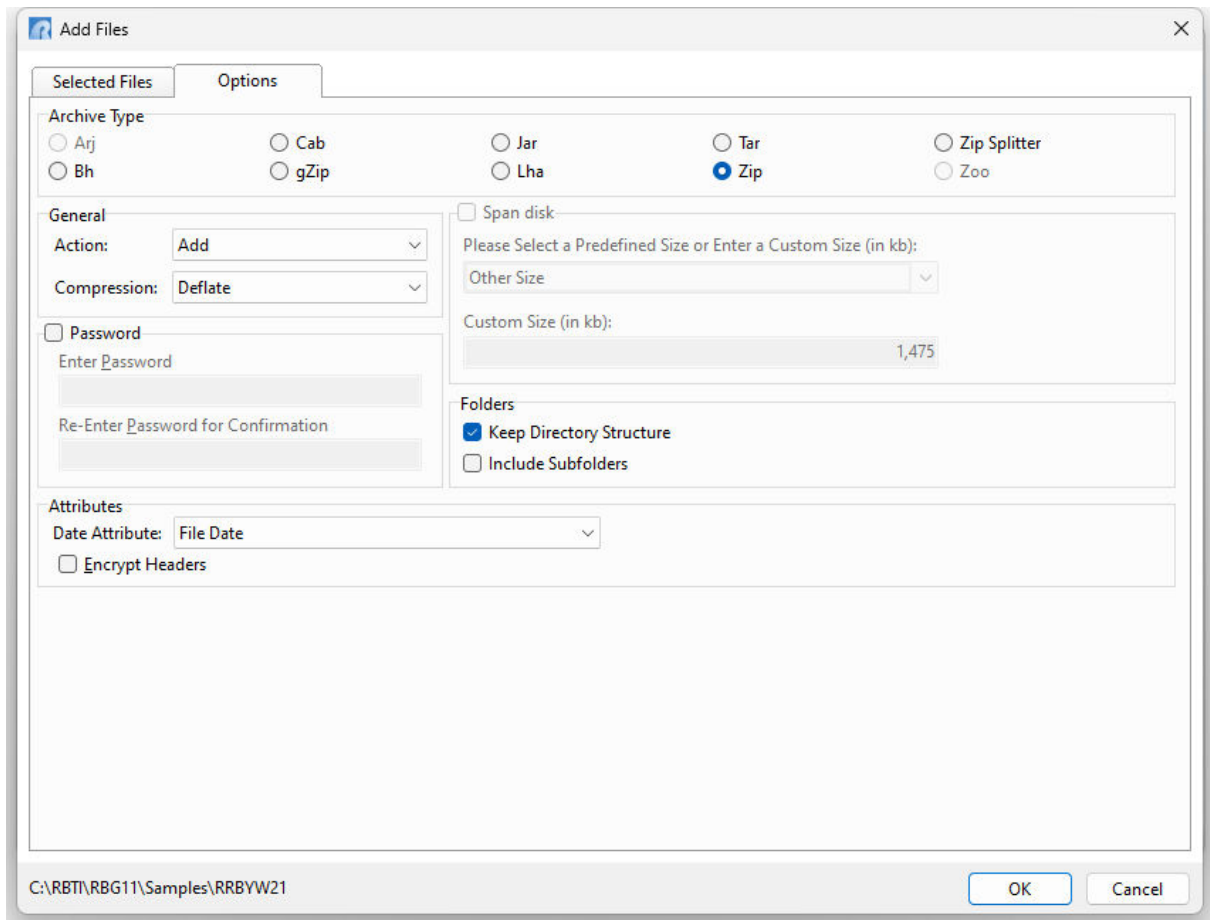 Add Files
Selected Files Options
Archive Type
Arj Cab Jar Tar Zip Splitter
Bh gZip Lha Zip Zoo
General
Action: Add
Compression: Deflate
Span disk
Please Select a Predefined Size or Enter a Custom Size (in kb):
Other Size
Custom Size (in kb):
1,475
Password
Enter Password
Re-Enter Password for Confirmation
Folders
Keep Directory Structure
Include Subfolders
Attributes
Date Attribute: File Date
Encrypt Headers
C:\RBTI\RBG11\Samples\RRBYW21 OK Cancel